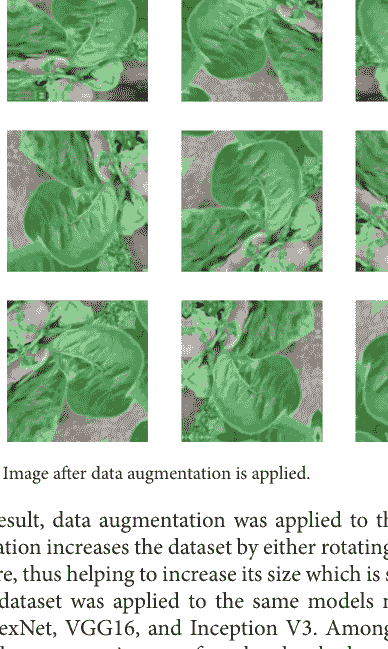 Image after data augmentation is applied.
esult, data augmentation was applied to th
ation increases the dataset by either rotating
re, thus helping to increase its size which is s
dataset was applied to the same models
exNet, VGG16, and Inception V3. Among